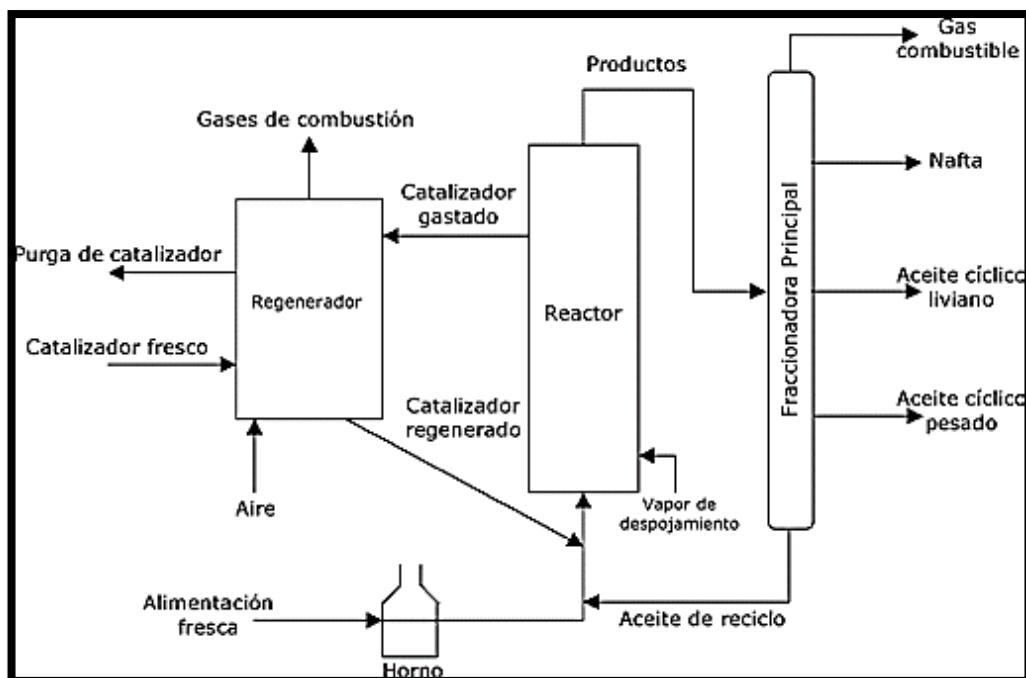 Gas
combustible
Productos
Gases de combustión
Nafta
Catalizador
gastado
Purga de catalizador
Regenerador
Reactor
Fraccionadora Principal
Aceite cíclico
liviano
Catalizador fresco
Catalizador
regenerado
Aceite cíclico
pesado
Aire
Vapor de
despojamiento
Alimentación
fresca
Aceite de reciclo
Horno